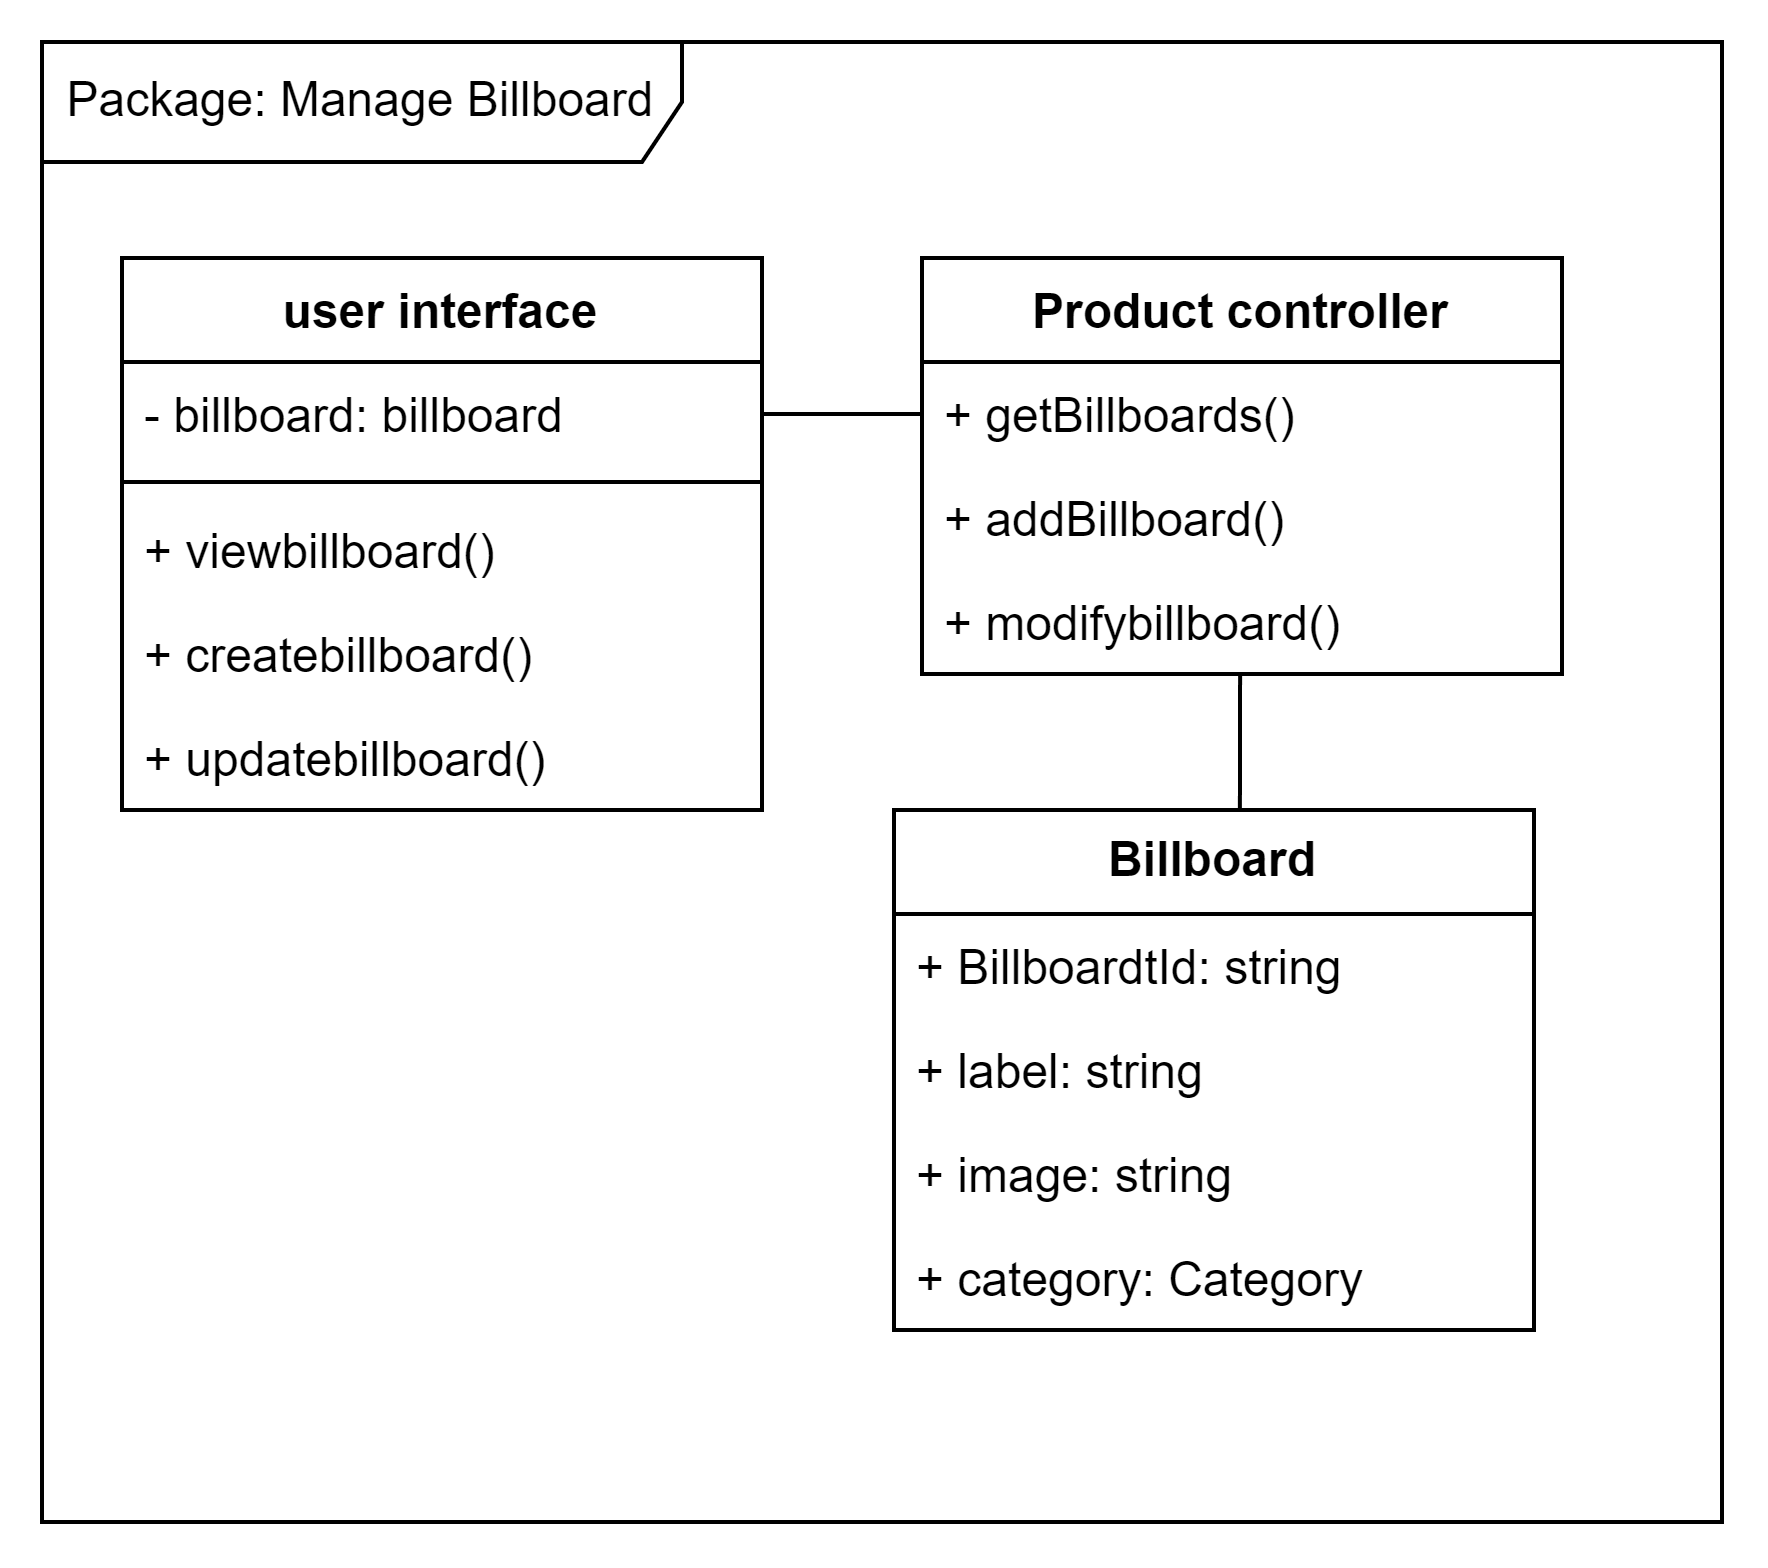 Package: Manage Billboard
user interface
- billboard: billboard
+ viewbillboard()
+ createbillboard()
+ updatebillboard()
Product controller
+ getBillboards()
+ addBillboard()
+ modifybillboard()
Billboard
+ BillboardtId: string
+ label: string
+ image: string
+ category: Category